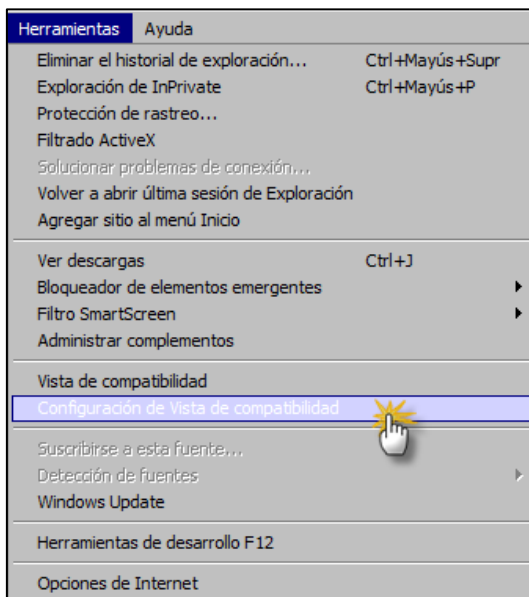 Herramientas Ayuda
Eliminar el historial de exploración... Ctrl+Mayús+Supr
Exploración de InPrivate Ctrl+Mayús+P
Protección de rastreo...
Filtrado ActiveX
Solucionar problemas de conexión...
Volver a abrir última sesión de Exploración
Agregar sitio al menú Inicio
Ver descargas Ctrl+J
Bloqueador de elementos emergentes
Filtro SmartScreen
Administrar complementos
Vista de compatibilidad
Configuración de Vista de compatibilidad
Suscribirse a esta fuente...
Detección de fuentes
Windows Update
Herramientas de desarrollo F12
Opciones de Internet